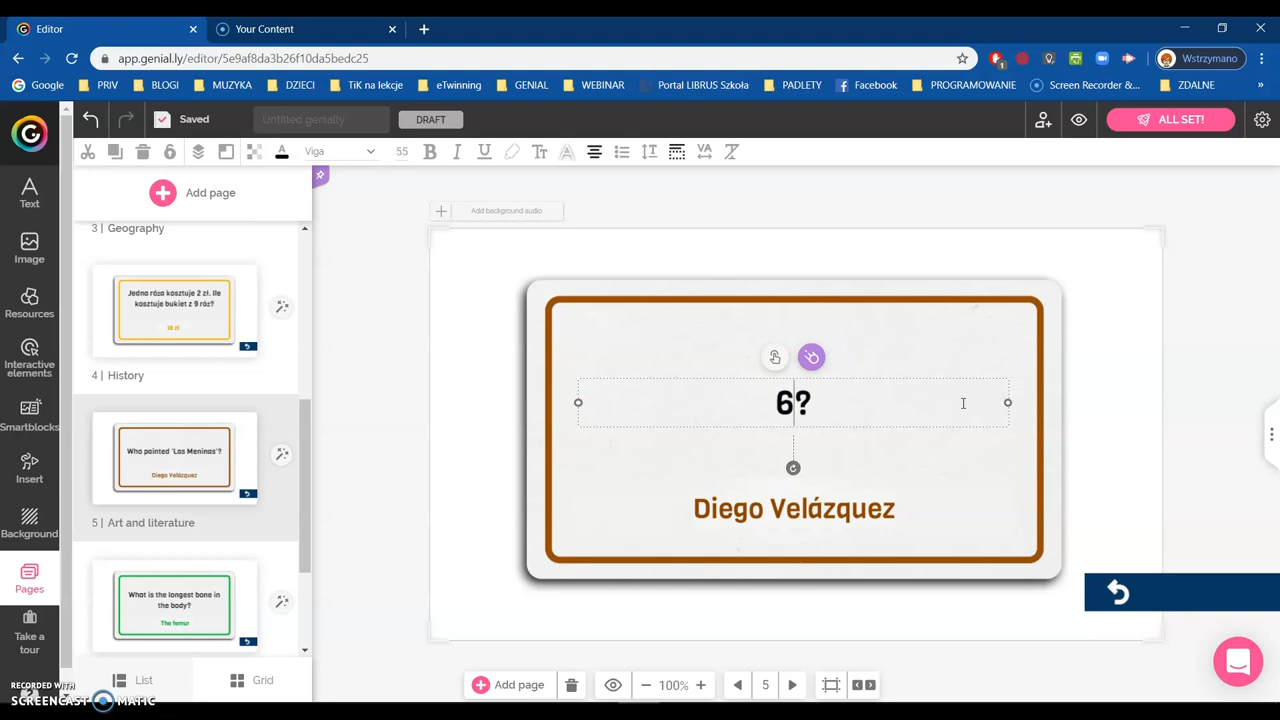 Editor
Your Content
app.genial.ly/editor/5e9af8da3b26f10da5bedc25
Wstrzymano
Google PRIV BLOGI MUZYKA DZIECI TiK na lekcje eTwinning GENIAL WEBINAR Portal LIBRUS Szkoła PADLETY Facebook PROGRAMOWANIE Screen Recorder &... ZDALNE »
Saved Untitled genially DRAFT ALL SET!
Viga 55
Add page
Add background audio
Text
Image
Resources
Interactive
elements
Smartblocks
Insert
Background
Pages
Take a
tour
3 | Geography
Jedna róża kosztuje 2 zł. Ile
kosztuje bukiet z 9 róż?
18 zł
4 | History
Who painted 'Las Meninas'?
Diego Velázquez
5 | Art and literature
What is the longest bone in
the body?
The femur
List Grid
6?
Diego Velázquez
Add page 100% 5
RECORDED WITH
SCREENCAST MATIC